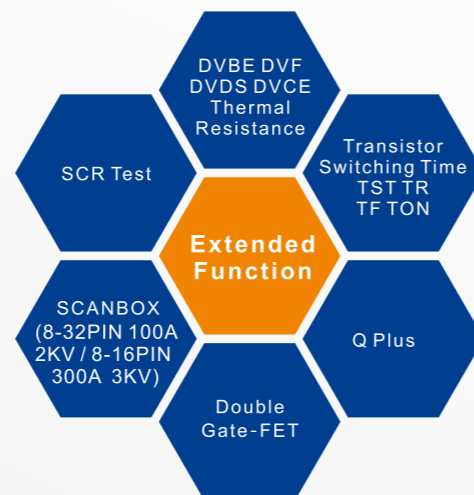 DVBE DVF
DVDS DVCE
Thermal
Resistance
SCR Test
Transistor
Switching Time
TST TR
TF TON
Extended
Function
SCANBOX
(8-32PIN 100A
2KV / 8-16PIN
300A 3KV)
Q Plus
Double
Gate-FET